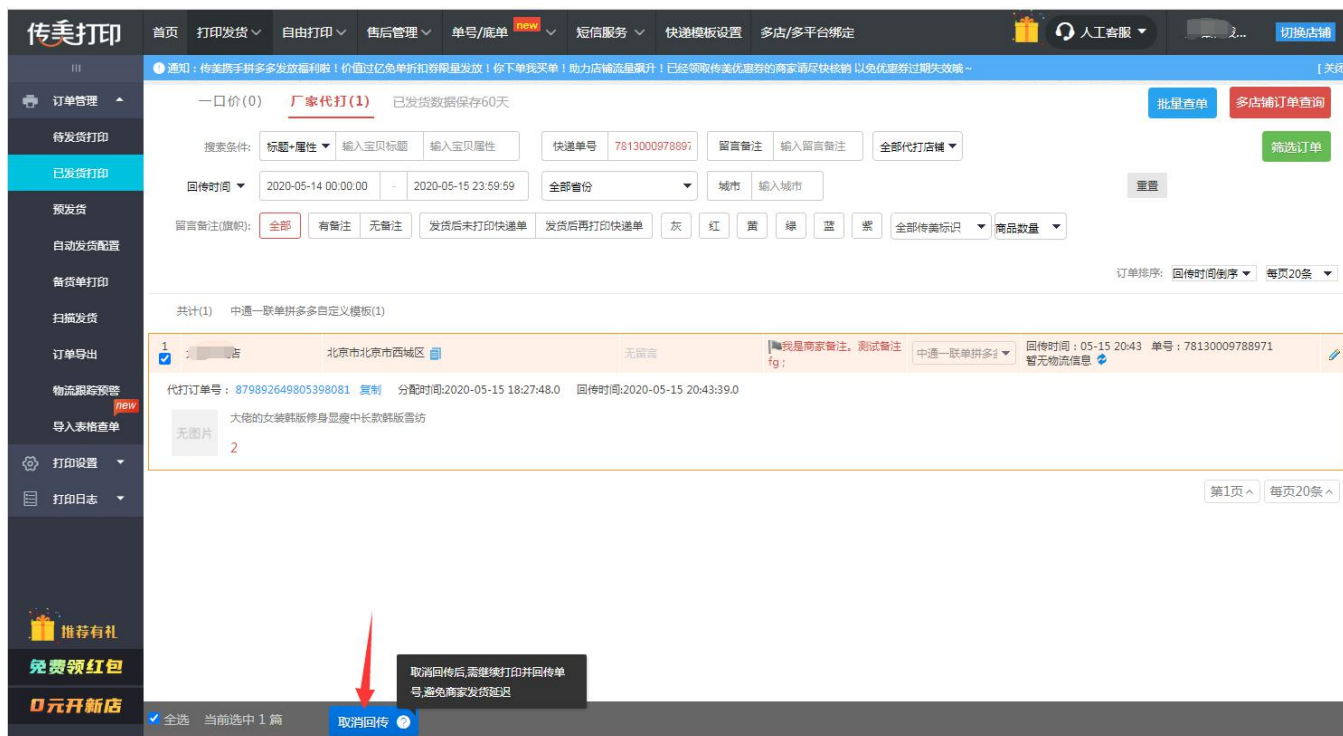 传美打印
首页 打印发货 自由打印 售后管理 单号/底单 new 短信服务 快递模板设置 多店/多平台绑定 人工客服 2... 切换店铺
通知：传美携手拼多多发放福利啦！价值过亿免单折扣券限量发放！你下单我买单！助力店铺流量飙升！已经领取传美优惠券的商家请尽快核销 以免优惠券过期失效哦~ [关闭
订单管理
待发货打印
已发货打印
预发货
自动发货配置
备货单打印
扫描发货
订单导出
物流跟踪预警
new
导入表格查单
打印设置
打印日志
推荐有礼
免费领红包
0元开新店
一口价(0) 厂家代打(1) 已发货数据保存60天 批量查单 多店铺订单查询
搜索条件: 标题+属性 输入宝贝标题 输入宝贝属性 快递单号 7813000978897 留言备注 输入留言备注 全部代打店铺 筛选订单
回传时间 2020-05-14 00:00:00 - 2020-05-15 23:59:59 全部省份 城市 输入城市 重置
留言备注(旗帜): 全部 有备注 无备注 发货后未打印快递单 发货后再打印快递单 灰 红 黄 绿 蓝 紫 全部传美标识 商品数量
订单排序: 回传时间倒序 每页20条
共计(1) 中通一联单拼多多自定义模板(1)
1 店 北京市北京市西城区 无留言 我是商家备注。测试备注 中通一联单拼多 回传时间：05-15 20:43 单号：78130009788971
fg； 暂无物流信息
代打订单号： 879892649805398081 复制 分配时间:2020-05-15 18:27:48.0 回传时间:2020-05-15 20:43:39.0
无图片 大佬的女装韩版修身显瘦中长款韩版雪纺
2
第1页 每页20条
取消回传后,需继续打印并回传单
号,避免商家发货延迟
全选 当前选中 1 篇 取消回传 ?